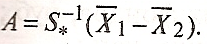 A = S_*^{-1}(\overline{X}_1 - \overline{X}_2).